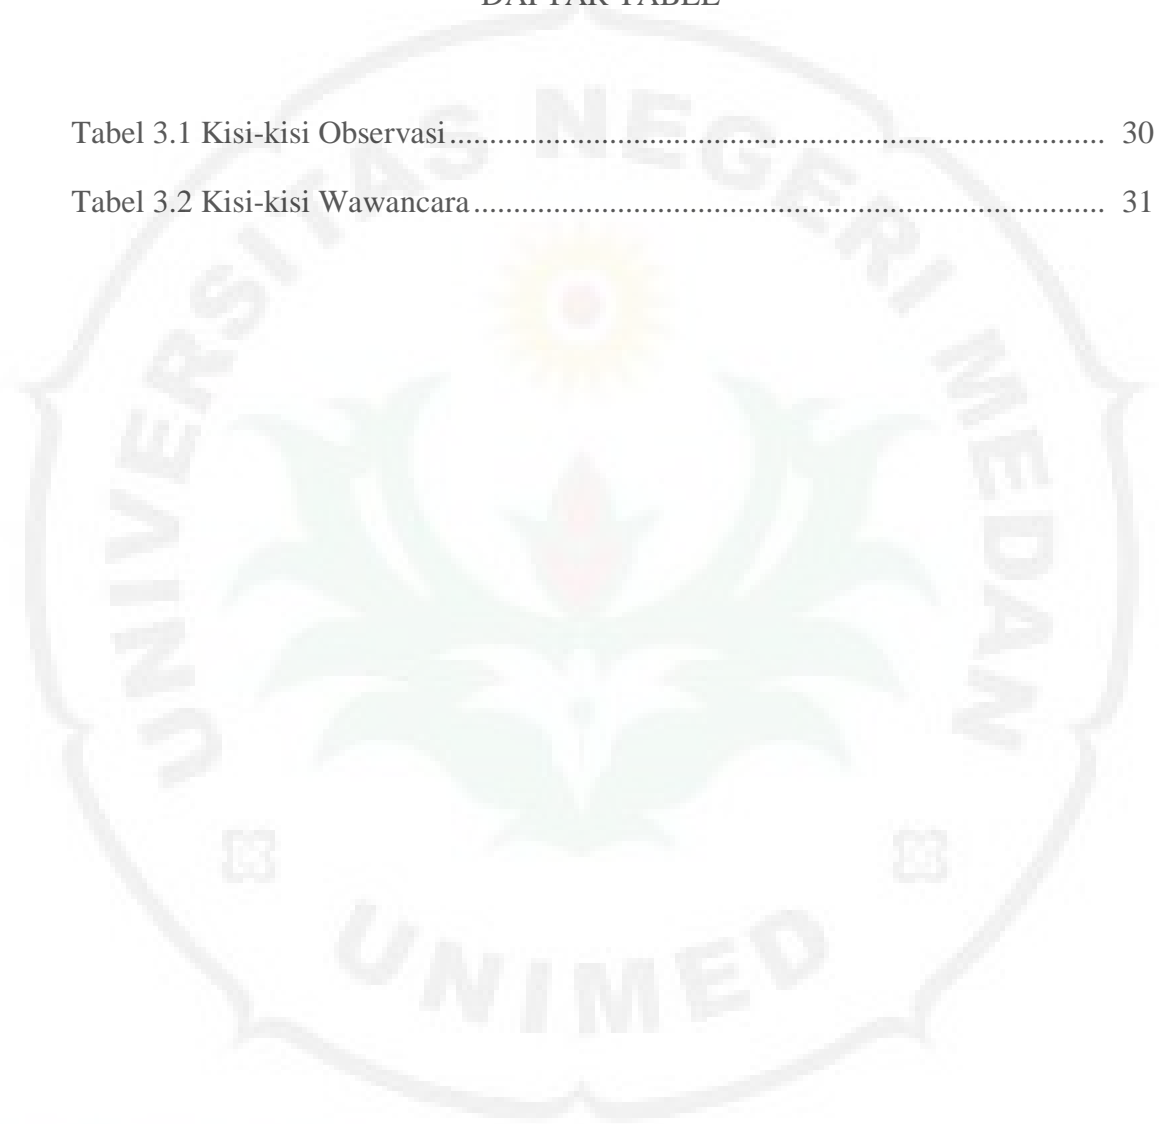 DAFTAR TABLE
Tabel 3.1 Kisi-kisi Observasi.................................................................................... 30
Tabel 3.2 Kisi-kisi Wawancara................................................................................. 31
UNIVERSITAS NEGERI MEDAN
UNIMED